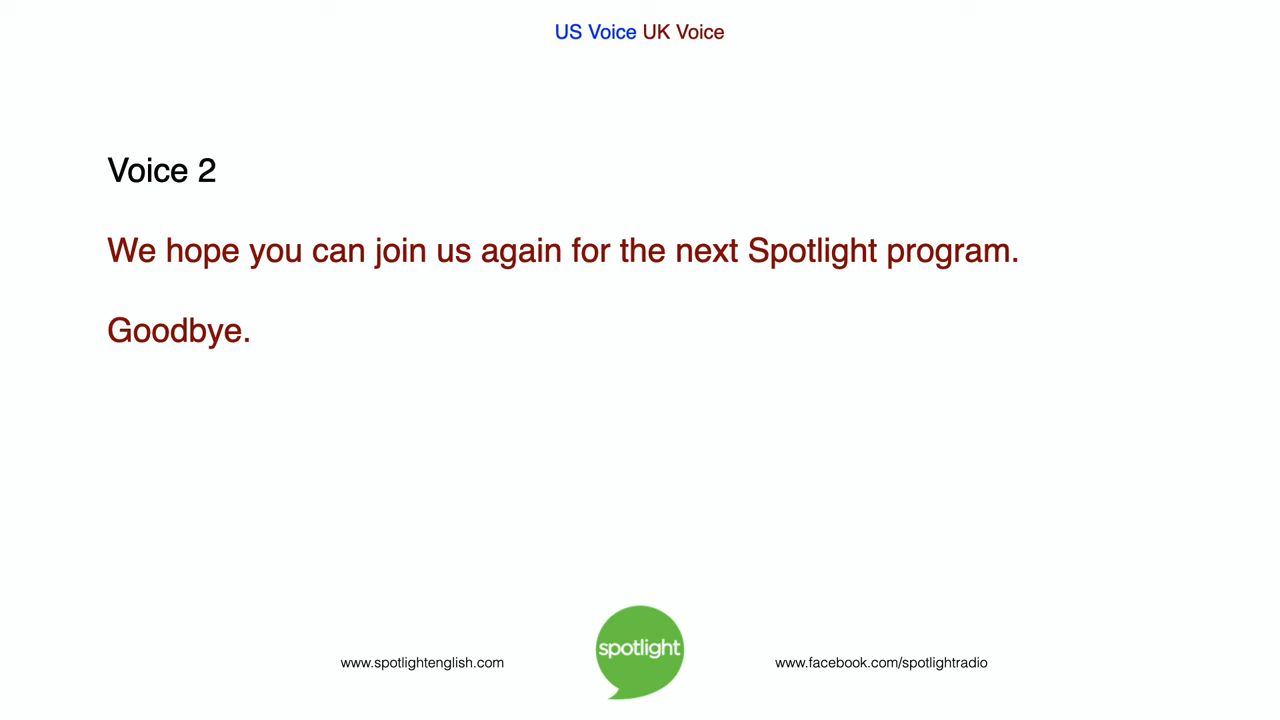 US Voice UK Voice
Voice 2
We hope you can join us again for the next Spotlight program.
Goodbye.
spotlight
www.spotlightenglish.com
www.facebook.com/spotlightradio